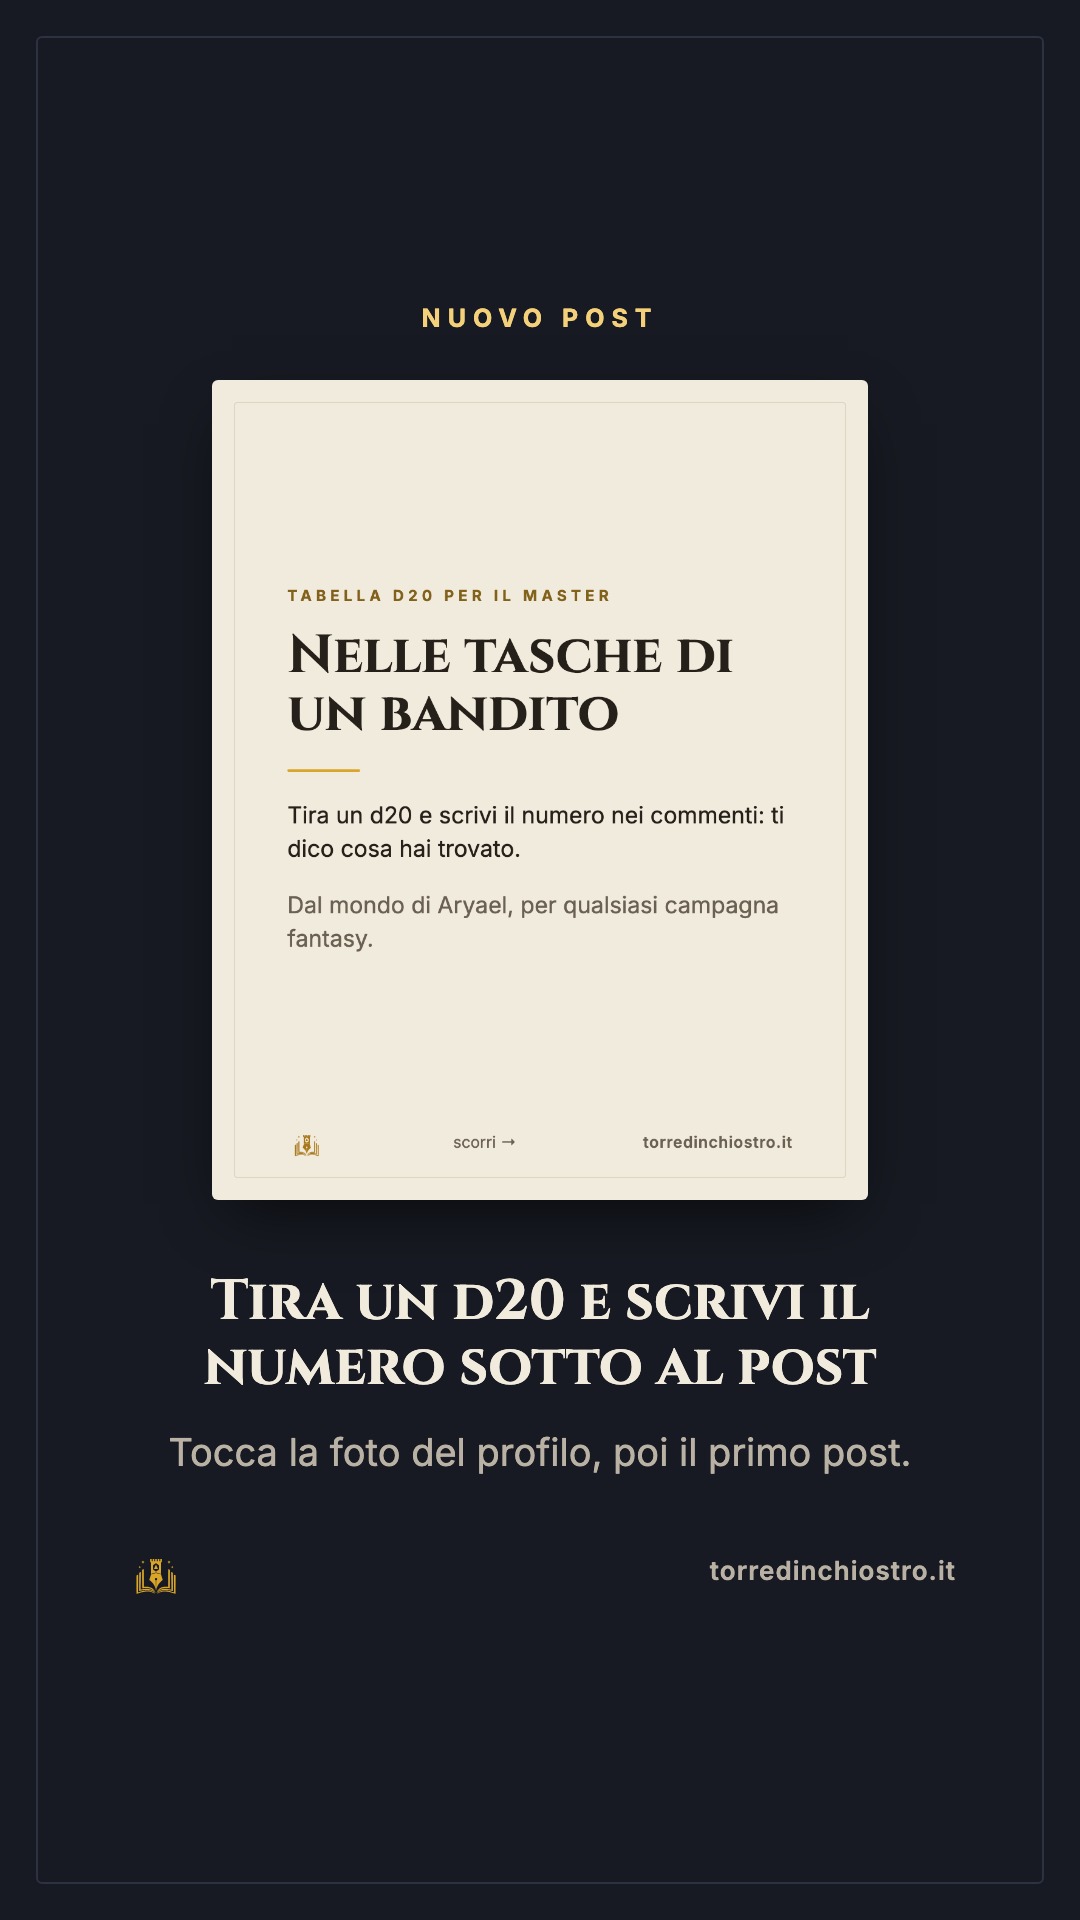 NUOVO POST
TABELLA D20 PER IL MASTER
Nelle tasche di
un bandito
Tira un d20 e scrivi il numero nei commenti: ti
dico cosa hai trovato.
Dal mondo di Aryael, per qualsiasi campagna
fantasy.
scorri →
torredinchiostro.it
Tira un d20 e scrivi il
numero sotto al post
Tocca la foto del profilo, poi il primo post.
torredinchiostro.it